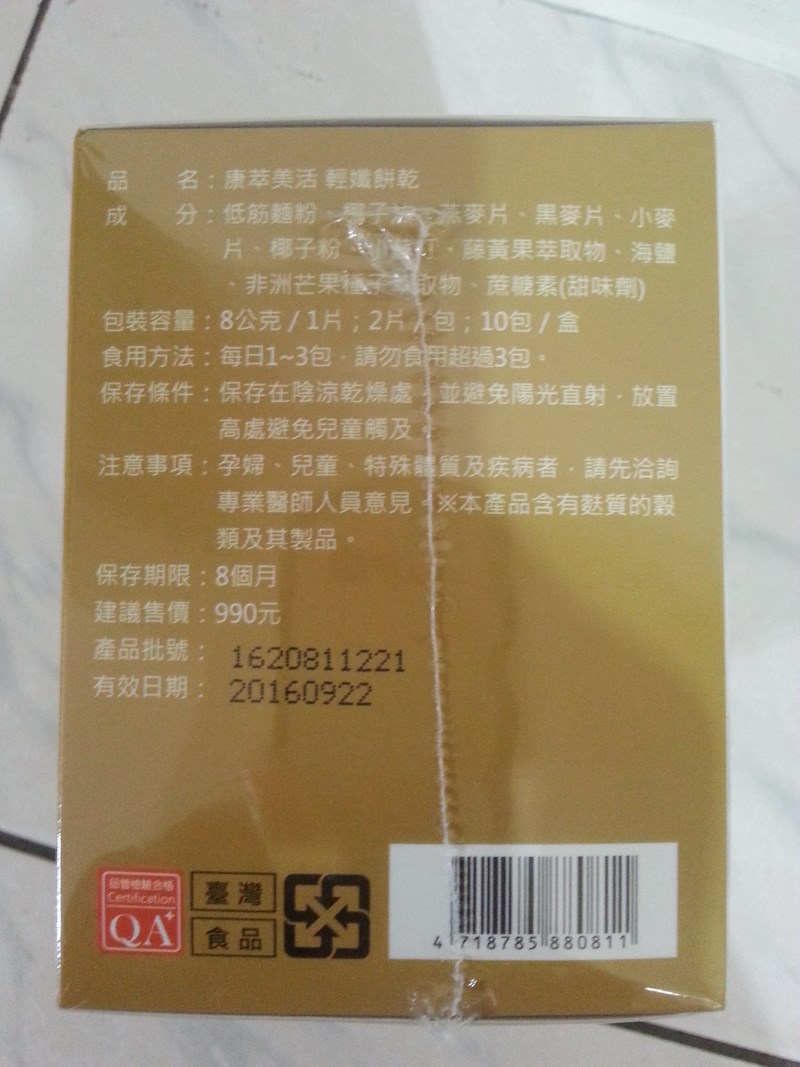 品 名：康萃美活 輕孅餅乾
成 分：低筋麵粉、椰子油、燕麥片、黑麥片、小麥
片、椰子粉、 、藤黃果萃取物、海鹽
、非洲芒果種子萃取物、蔗糖素(甜味劑)
包裝容量：8公克 / 1片；2片 / 包；10包 / 盒
食用方法：每日1~3包，請勿食用超過3包。
保存條件：保存在陰涼乾燥處，並避免陽光直射，放置
高處避免兒童觸及。
注意事項：孕婦、兒童、特殊體質及疾病者，請先洽詢
專業醫師人員意見。※本產品含有麩質的穀
類及其製品。
保存期限：8個月
建議售價：990元
產品批號：1620811221
有效日期：20160922
品管檢驗合格
Certification
QA+
臺灣
食品
4 718785 880811